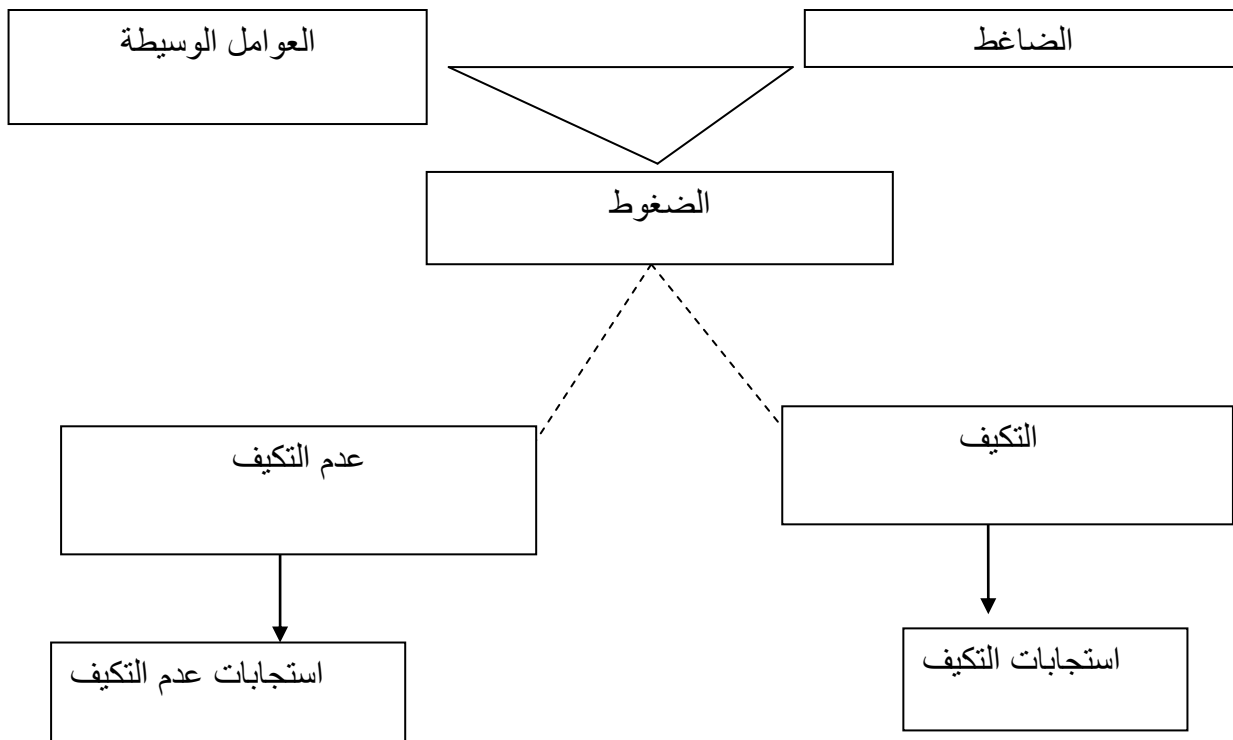 الضاغط
العوامل الوسيطة
الضغوط
التكيف
عدم التكيف
استجابات التكيف
استجابات عدم التكيف